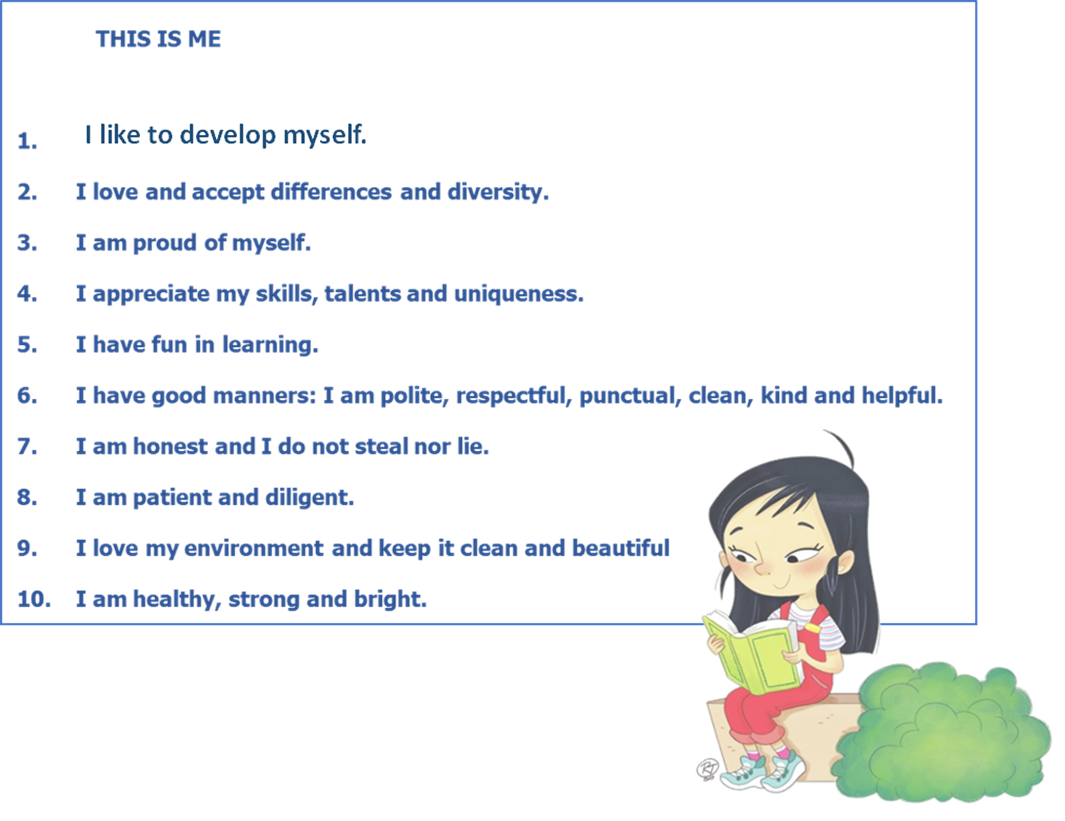 THIS IS ME
1. I like to develop myself.
2. I love and accept differences and diversity.
3. I am proud of myself.
4. I appreciate my skills, talents and uniqueness.
5. I have fun in learning.
6. I have good manners: I am polite, respectful, punctual, clean, kind and helpful.
7. I am honest and I do not steal nor lie.
8. I am patient and diligent.
9. I love my environment and keep it clean and beautiful
10. I am healthy, strong and bright.